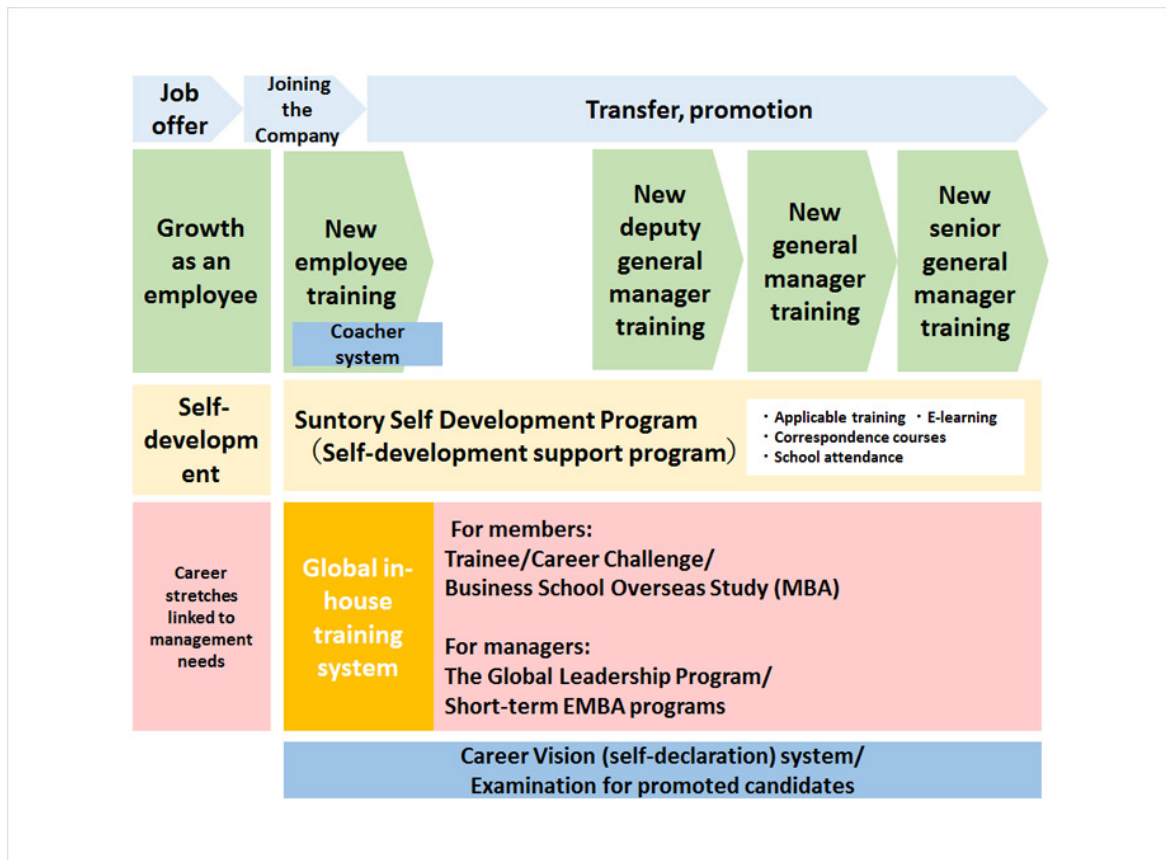 Job
offer
Joining
the
Company
Transfer, promotion
Growth
as an
employee
New
employee
training
Coacher
system
New
deputy
general
manager
training
New
general
manager
training
New
senior
general
manager
training
Self-
developm
ent
Suntory Self Development Program
（Self-development support program）
・Applicable training ・E-learning
・Correspondence courses
・School attendance
Career
stretches
linked to
management
needs
Global in-
house
training
system
For members:
Trainee/Career Challenge/
Business School Overseas Study (MBA)
For managers:
The Global Leadership Program/
Short-term EMBA programs
Career Vision (self-declaration) system/
Examination for promoted candidates